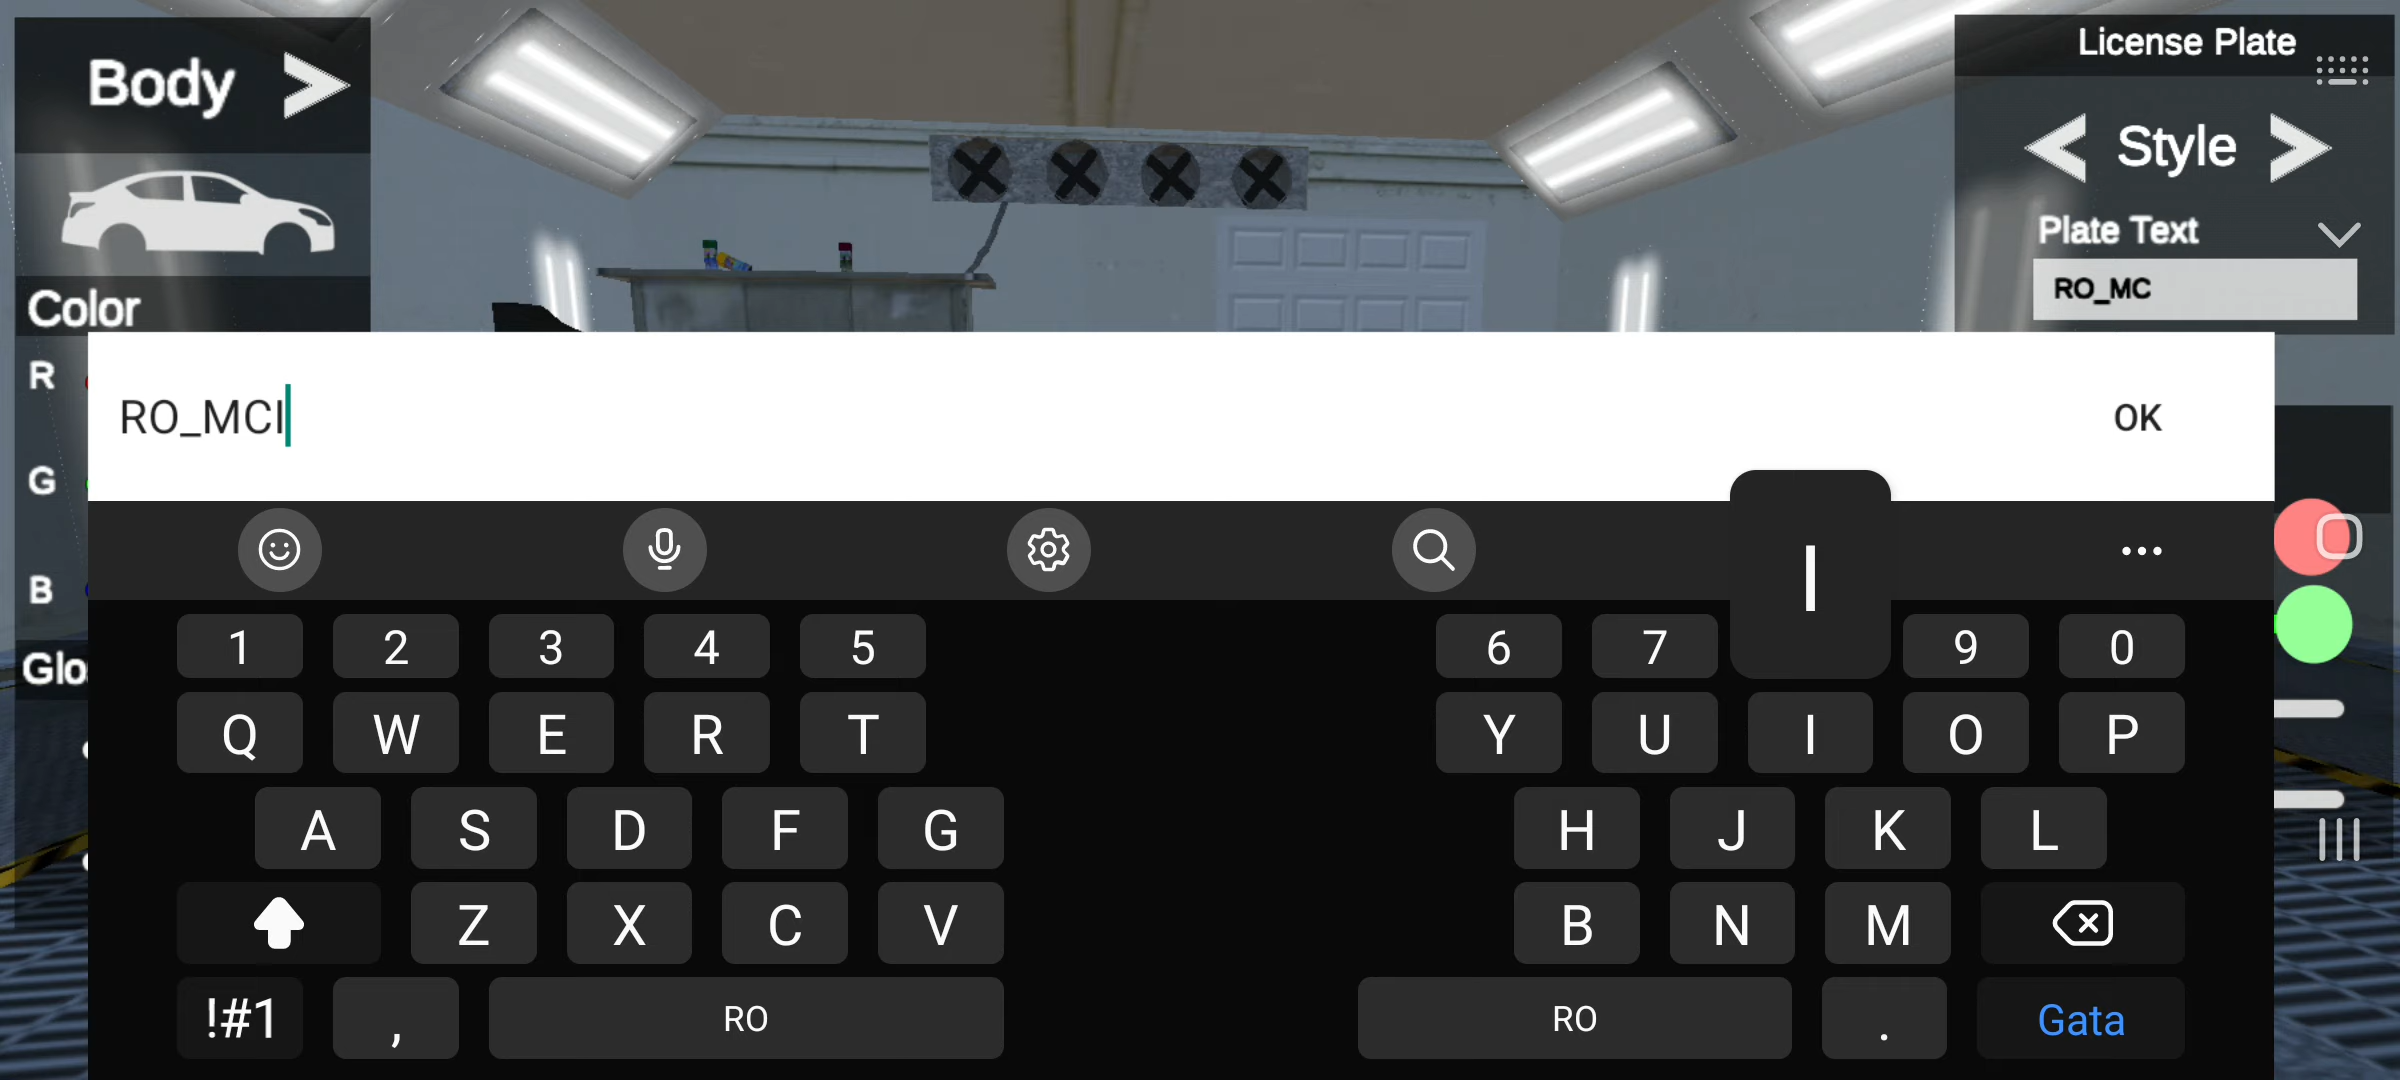 Body
License Plate
Style
Plate Text
RO_MC
Color
R
G
B
Glo
RO_MCI
OK
I
1 2 3 4 5 6 7 9 0
Q W E R T Y U I O P
A S D F G H J K L
Z X C V B N M
!#1 , RO RO . Gata